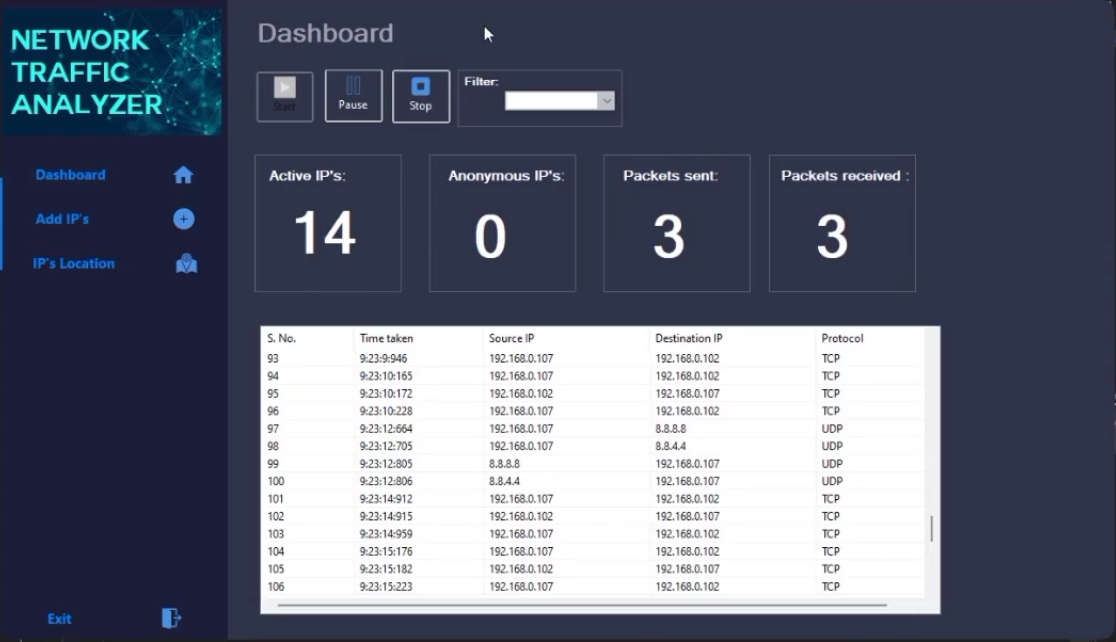 NETWORK
TRAFFIC
ANALYZER
Dashboard
Add IP's
IP's Location
Exit
Dashboard
Start Pause Stop Filter:
Active IP's: Anonymous IP's: Packets sent: Packets received :
14 0 3 3
S. No. Time taken Source IP Destination IP Protocol
93 9:23:9:946 192.168.0.107 192.168.0.102 TCP
94 9:23:10:165 192.168.0.107 192.168.0.102 TCP
95 9:23:10:172 192.168.0.102 192.168.0.107 TCP
96 9:23:10:228 192.168.0.107 192.168.0.102 TCP
97 9:23:12:664 192.168.0.107 8.8.8.8 UDP
98 9:23:12:705 192.168.0.107 8.8.4.4 UDP
99 9:23:12:805 8.8.8.8 192.168.0.107 UDP
100 9:23:12:806 8.8.4.4 192.168.0.107 UDP
101 9:23:14:912 192.168.0.107 192.168.0.102 TCP
102 9:23:14:915 192.168.0.102 192.168.0.107 TCP
103 9:23:14:959 192.168.0.107 192.168.0.102 TCP
104 9:23:15:176 192.168.0.107 192.168.0.102 TCP
105 9:23:15:182 192.168.0.102 192.168.0.107 TCP
106 9:23:15:223 192.168.0.107 192.168.0.102 TCP